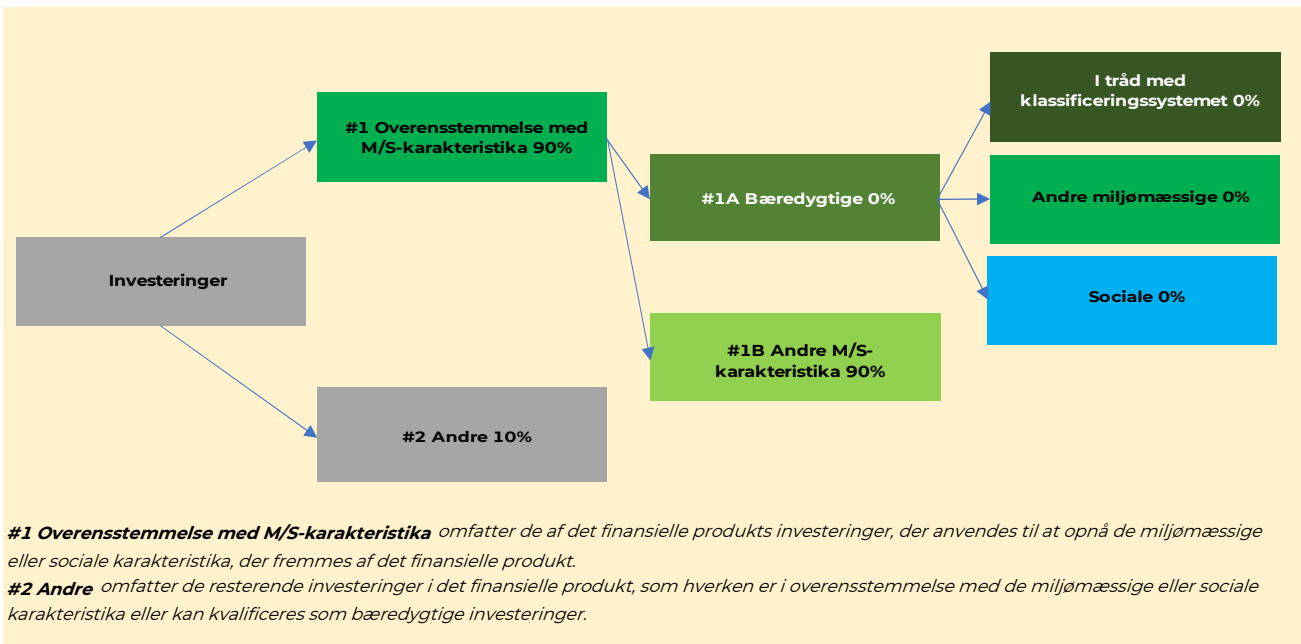 I tråd med
klassificeringssystemet 0%
#1 Overensstemmelse med
M/S-karakteristika 90%
#1A Bæredygtige 0%
Andre miljømæssige 0%
Investeringer
Sociale 0%
#1B Andre M/S-
karakteristika 90%
#2 Andre 10%
#1 Overensstemmelse med M/S-karakteristika omfatter de af det finansielle produkts investeringer, der anvendes til at opnå de miljømæssige
eller sociale karakteristika, der fremmes af det finansielle produkt.
#2 Andre omfatter de resterende investeringer i det finansielle produkt, som hverken er i overensstemmelse med de miljømæssige eller sociale
karakteristika eller kan kvalificeres som bæredygtige investeringer.